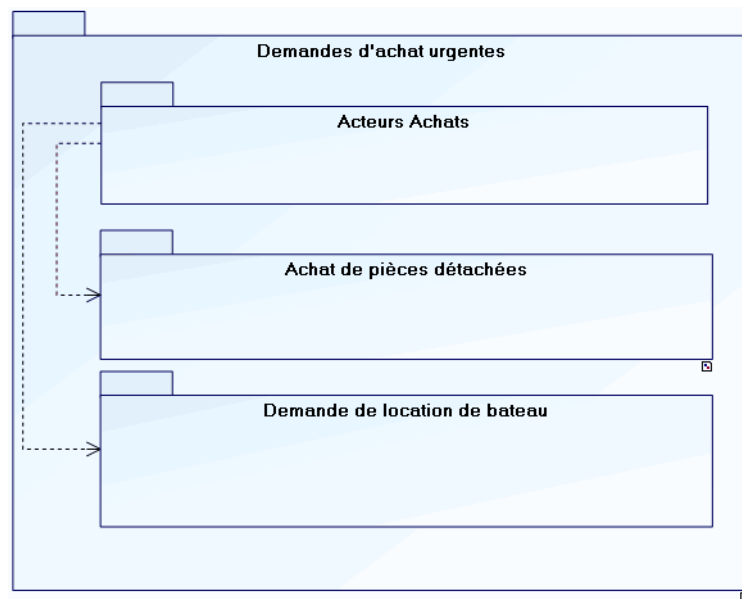 Demandes d'achat urgentes
Acteurs Achats
Achat de pièces détachées
Demande de location de bateau